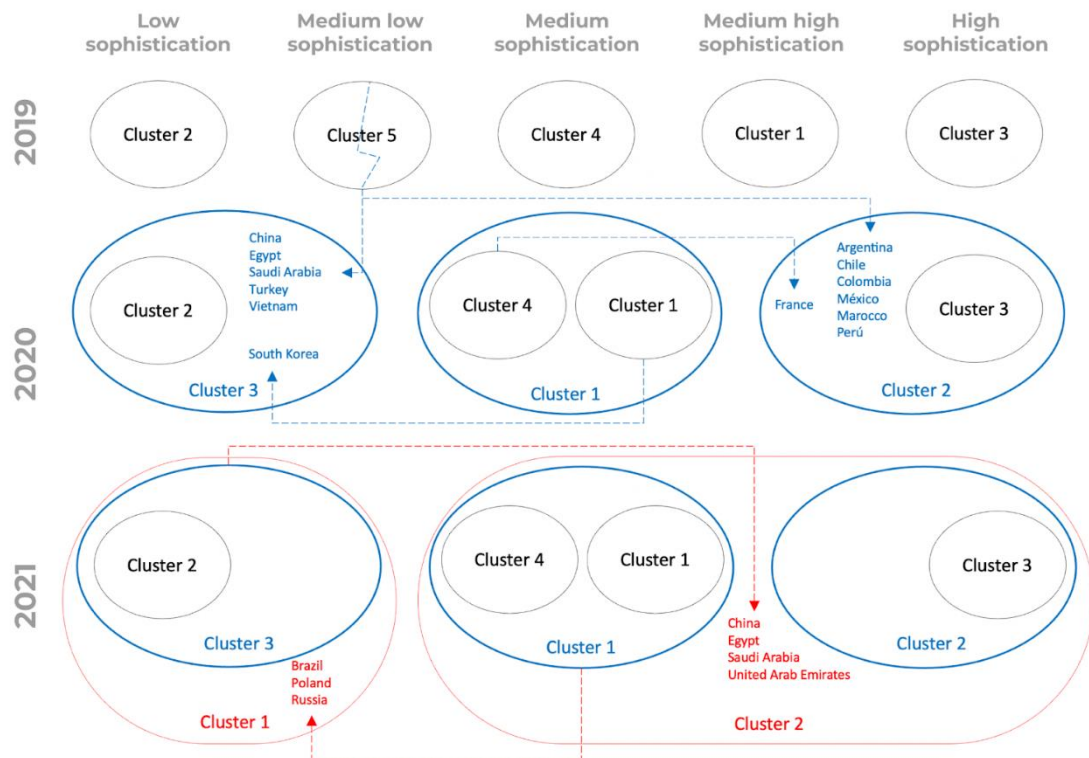 Low
sophistication
Medium low
sophistication
Medium
sophistication
Medium high
sophistication
High
sophistication
2019
Cluster 2
Cluster 5
Cluster 4
Cluster 1
Cluster 3
2020
China
Egypt
Saudi Arabia
Turkey
Vietnam
Cluster 2
South Korea
Cluster 3
Cluster 4
Cluster 1
Cluster 1
France
Argentina
Chile
Colombia
México
Marocco
Perú
Cluster 3
Cluster 2
2021
Cluster 2
Cluster 3
Brazil
Poland
Russia
Cluster 1
Cluster 4
Cluster 1
Cluster 1
China
Egypt
Saudi Arabia
United Arab Emirates
Cluster 3
Cluster 2
Cluster 2